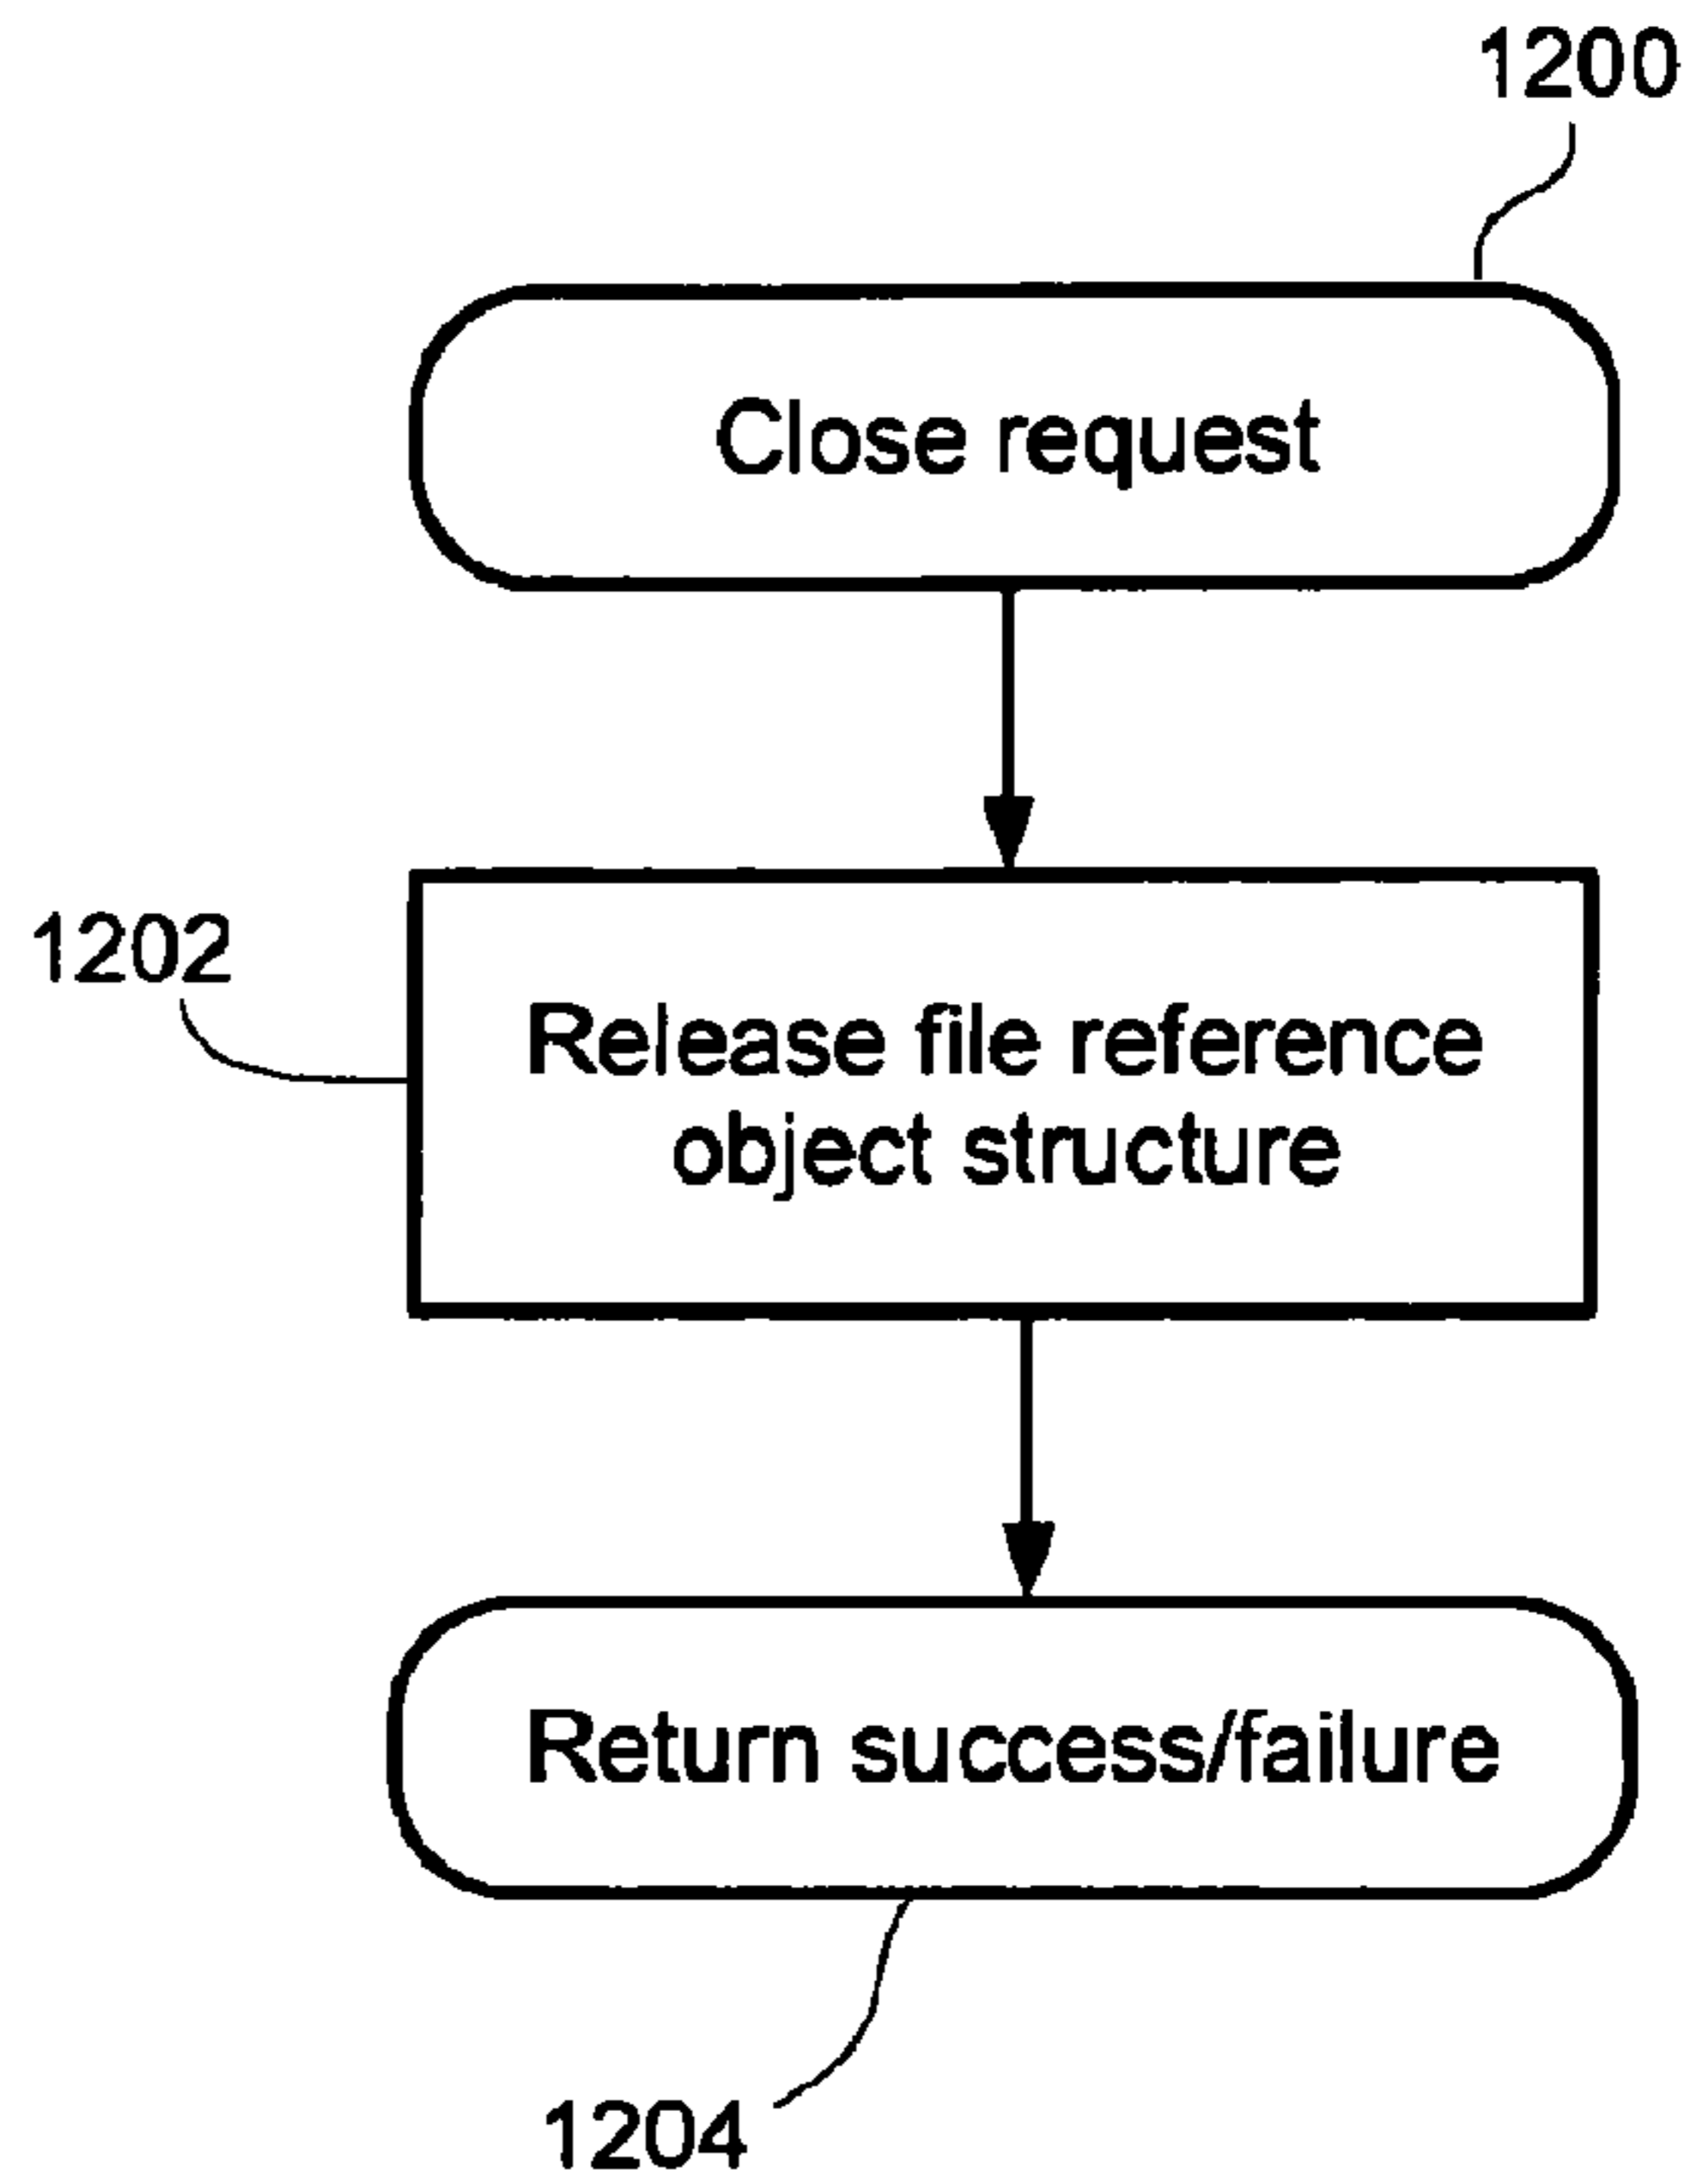 1200
Close request
1202
Release file reference
object structure
Return success/failure
1204